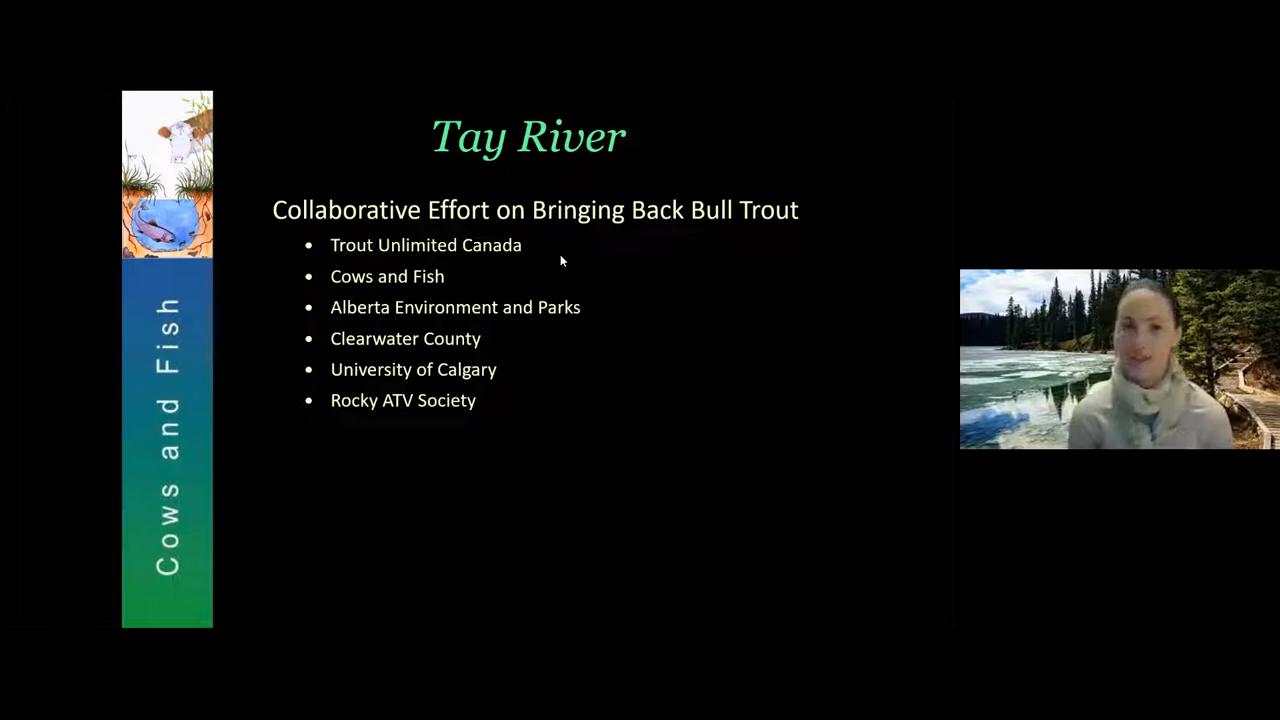 Tay River
Collaborative Effort on Bringing Back Bull Trout
• Trout Unlimited Canada
• Cows and Fish
• Alberta Environment and Parks
• Clearwater County
• University of Calgary
• Rocky ATV Society
Cows and Fish